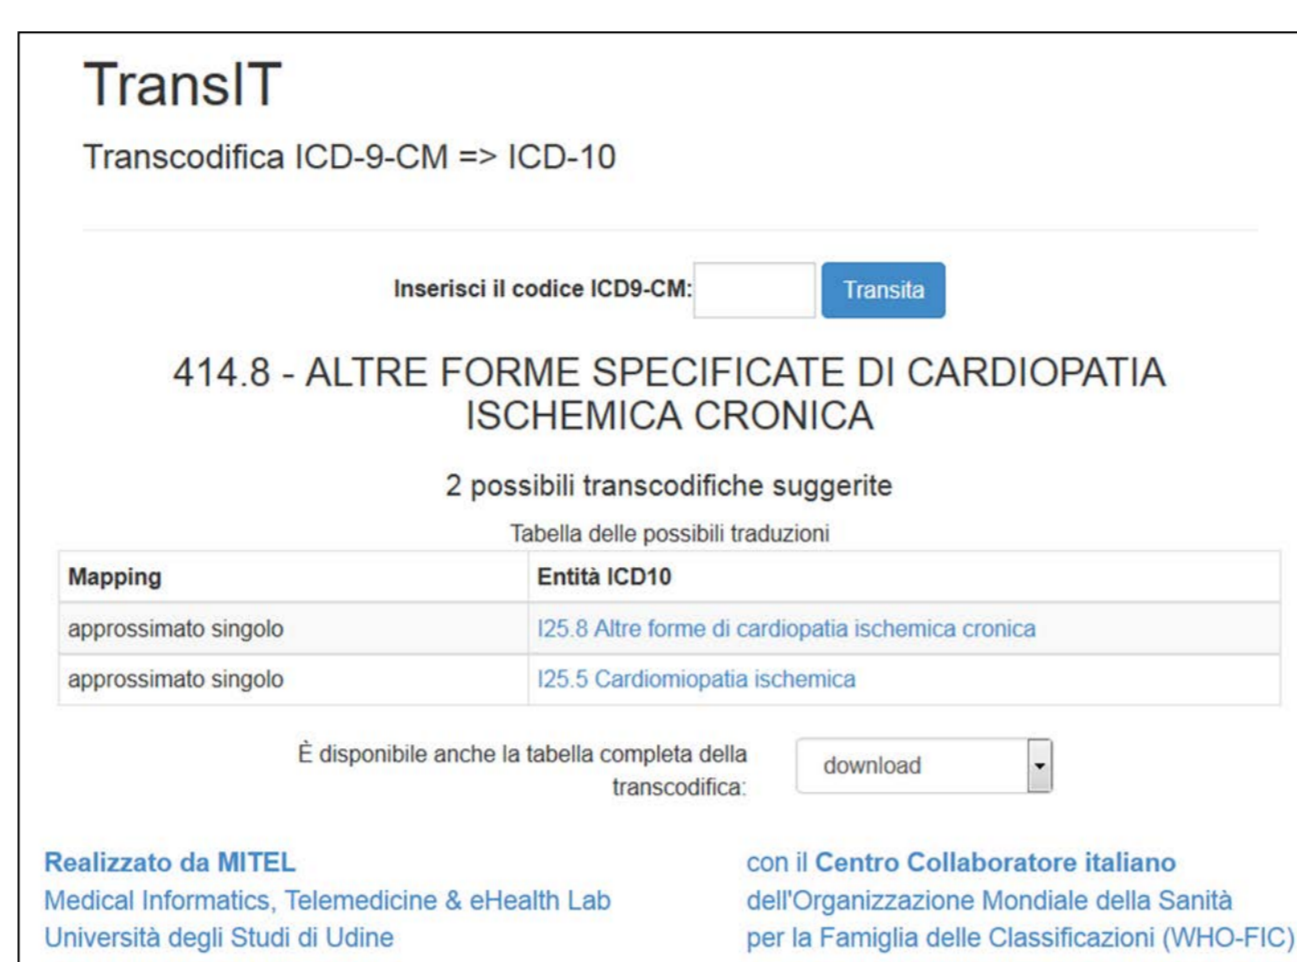 TransIT
Transcodifica ICD-9-CM => ICD-10
Inserisci il codice ICD9-CM: Transita
414.8 - ALTRE FORME SPECIFICATE DI CARDIOPATIA
ISCHEMICA CRONICA
2 possibili transcodifiche suggerite
Tabella delle possibili traduzioni
Mapping Entità ICD10
approssimato singolo I25.8 Altre forme di cardiopatia ischemica cronica
approssimato singolo I25.5 Cardiomiopatia ischemica
È disponibile anche la tabella completa della
transcodifica: download
Realizzato da MITEL
Medical Informatics, Telemedicine & eHealth Lab
Università degli Studi di Udine
con il Centro Collaboratore italiano
dell'Organizzazione Mondiale della Sanità
per la Famiglia delle Classificazioni (WHO-FIC)